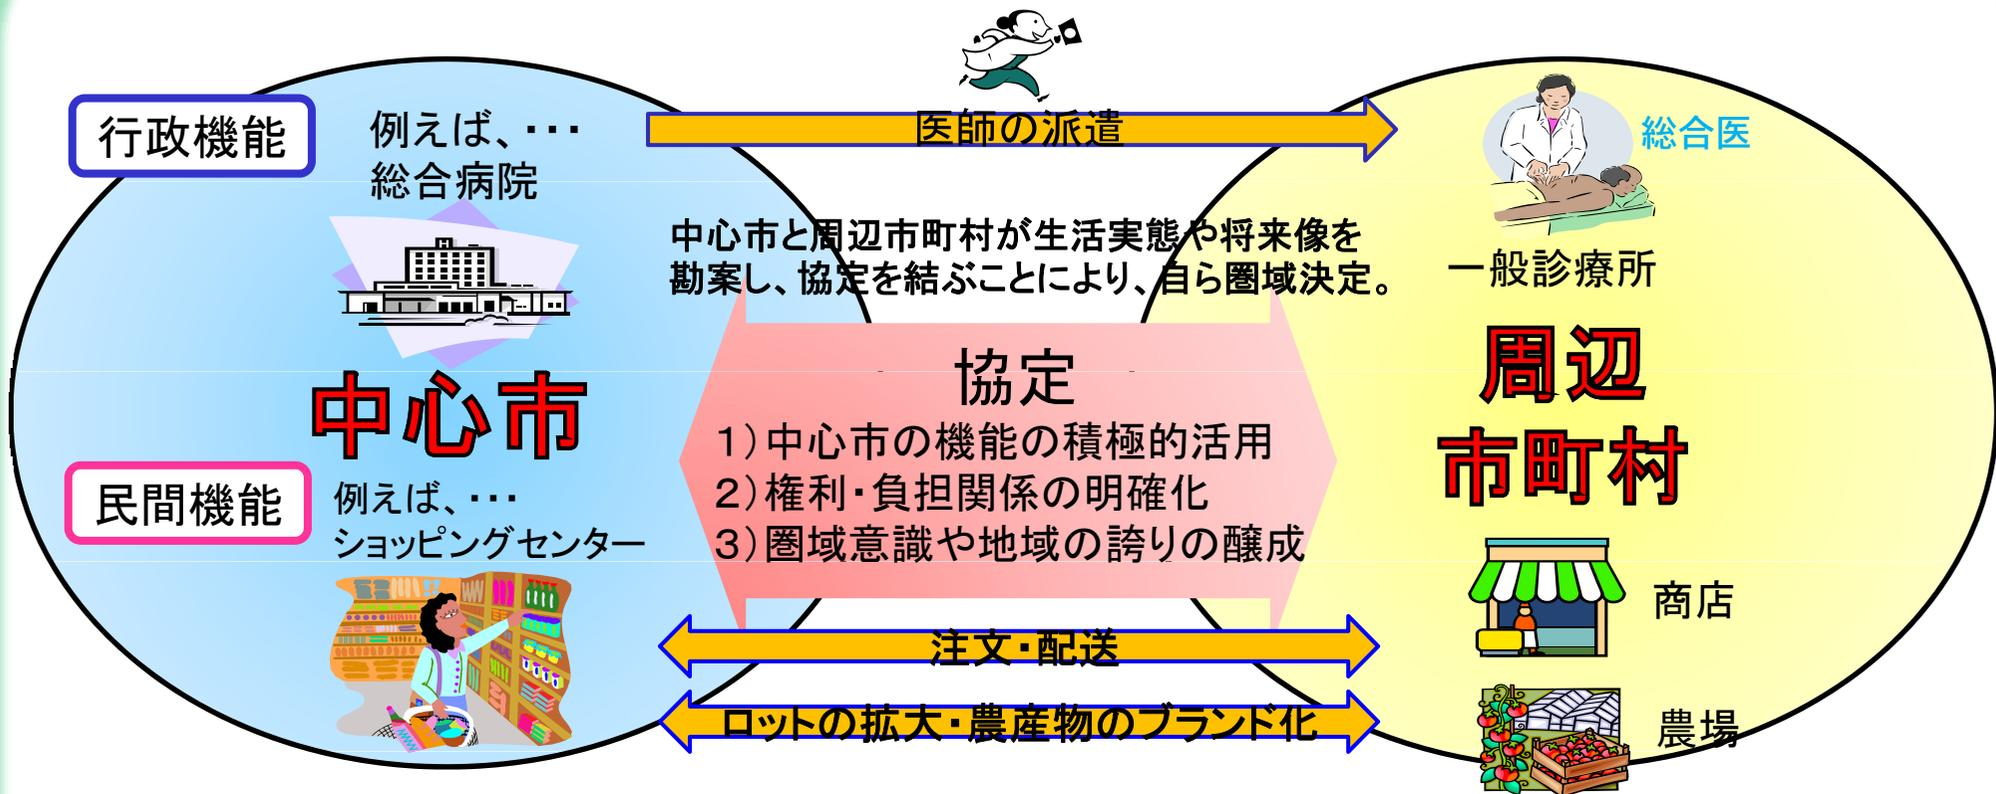 行政機能
例えば、・・・
総合病院
医師の派遣
総合医
一般診療所
中心市と周辺市町村が生活実態や将来像を
勘案し、協定を結ぶことにより、自ら圏域決定。
中心市
周辺
市町村
協定
1)中心市の機能の積極的活用
2)権利・負担関係の明確化
3)圏域意識や地域の誇りの醸成
民間機能
例えば、・・・
ショッピングセンター
注文・配送
商店
ロットの拡大・農産物のブランド化
農場